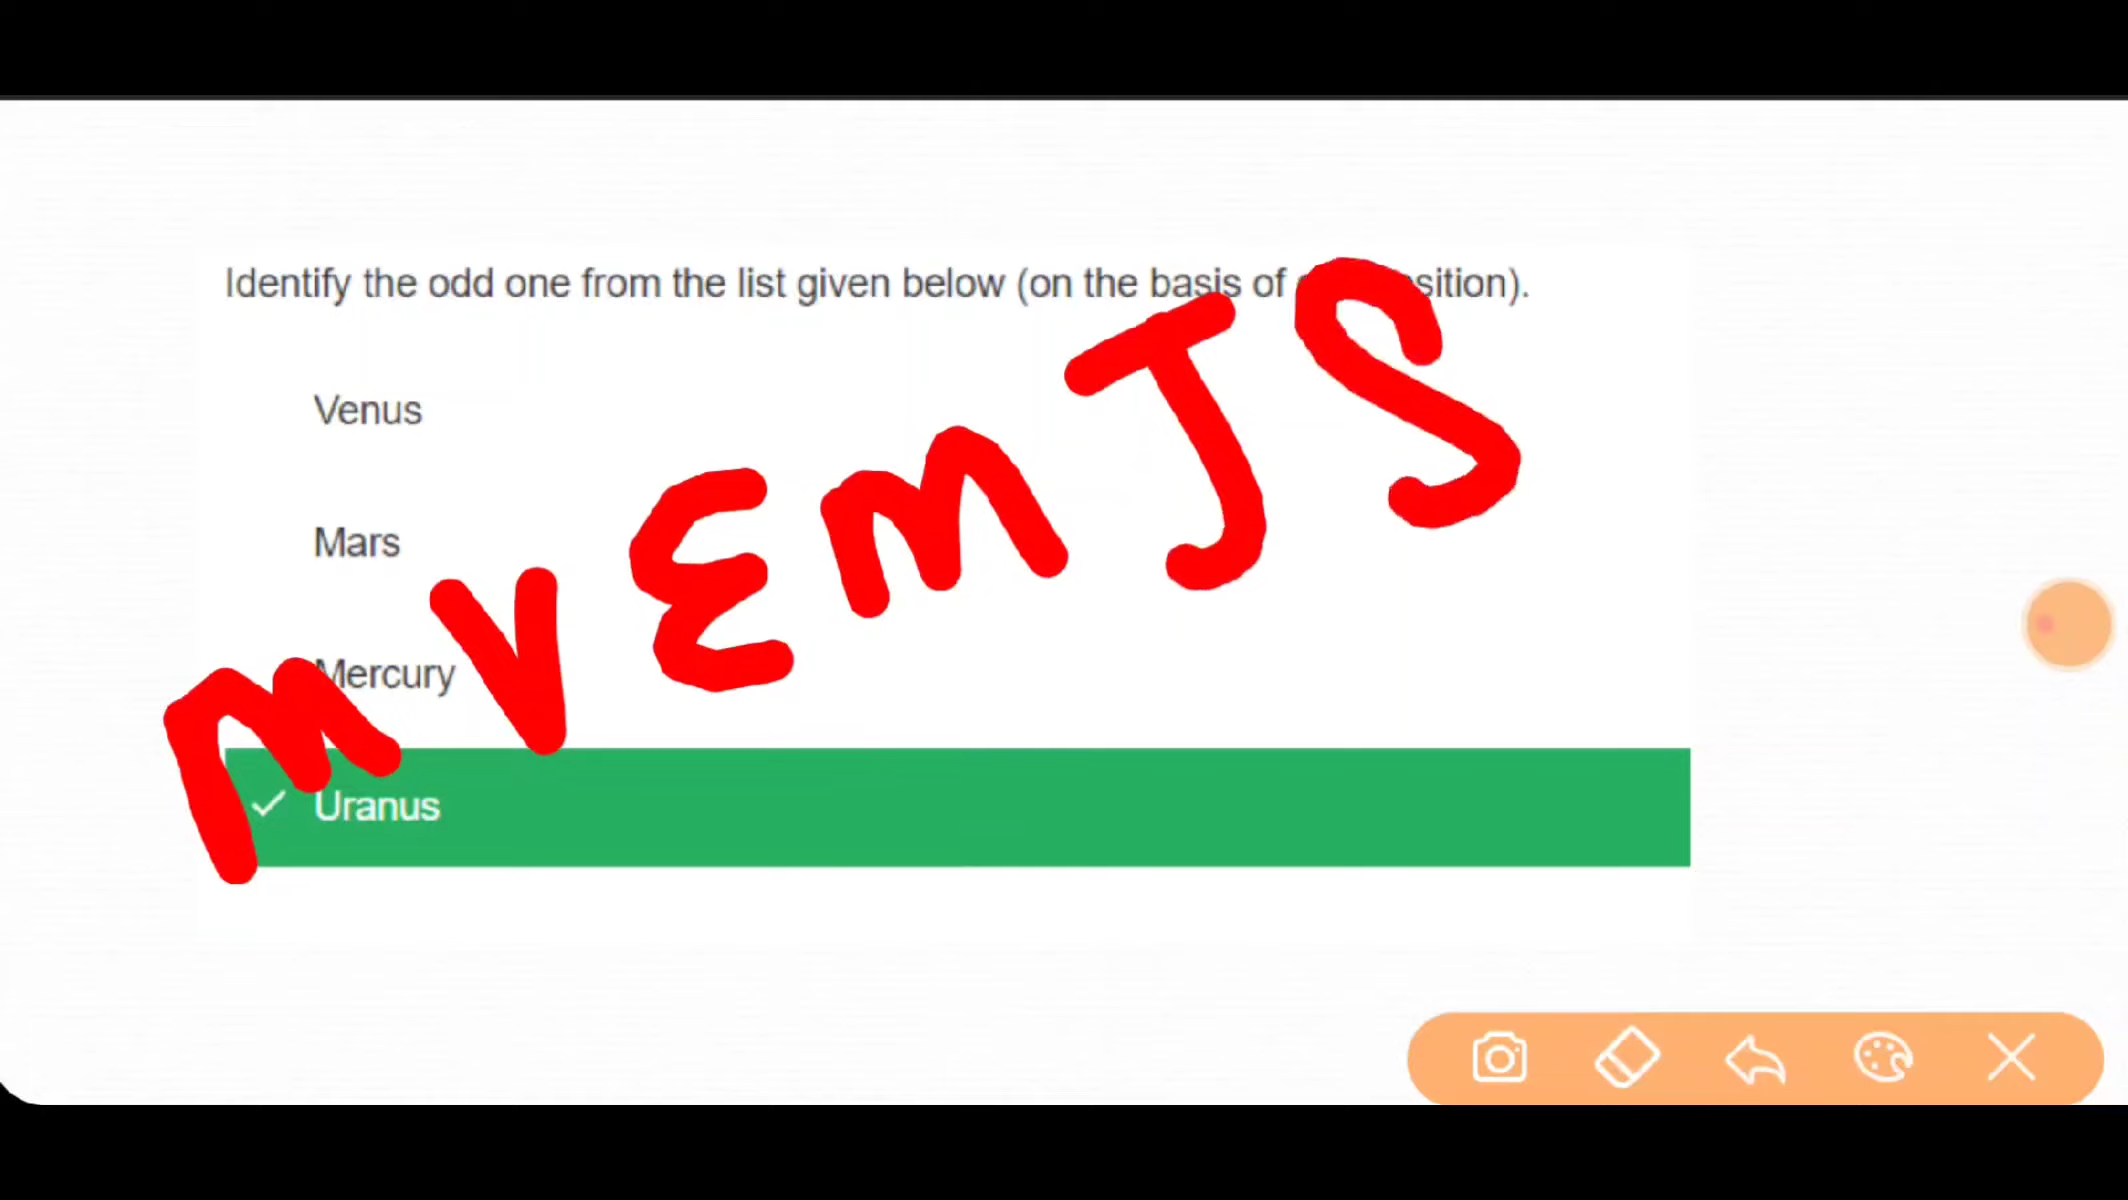 Identify the odd one from the list given below (on the basis of sition).
Venus
Mars
Mercury
Uranus
MVEMJS